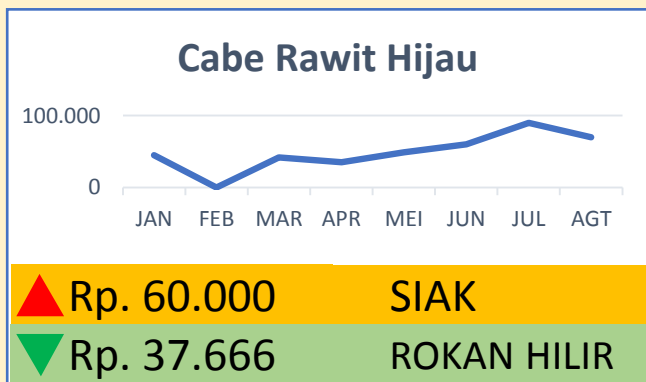 Cabe Rawit Hijau
100.000
0
JAN FEB MAR APR MEI JUN JUL AGT
Rp. 60.000 SIAK
Rp. 37.666 ROKAN HILIR